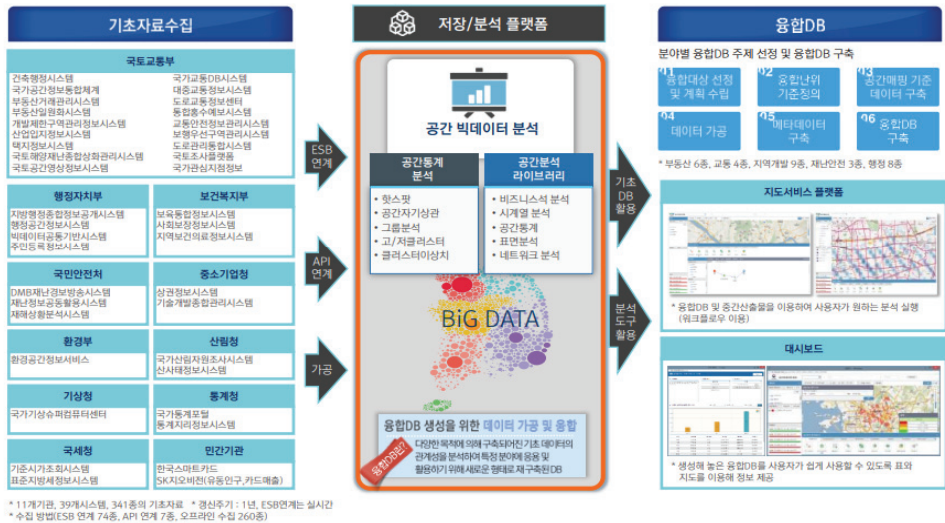 기초자료수집
국토교통부
건축행정시스템
국가공간정보통합체계
부동산거래관리시스템
부동산일원화시스템
개발제한구역관리정보시스템
산업입지정보시스템
택지정보시스템
국토해양재난종합상화관리시스템
국토공간영상정보시스템
국가교통DB시스템
대중교통정보시스템
도로교통정보센터
통합홍수예보시스템
교통안전정보관리시스템
보행우선구역관리시스템
도로관리통합시스템
국토조사플랫폼
국가관심지점정보
행정자치부
지방행정종합정보공개시스템
행정공간정보시스템
빅데이터공통기반시스템
주민등록정보시스템
보건복지부
보육통합정보시스템
사회보장정보시스템
지역보건의료정보시스템
국민안전처
DMB재난경보방송시스템
재난정보공동활용시스템
재해상황분석시스템
중소기업청
상권정보시스템
기술개발종합관리시스템
환경부
환경공간정보서비스
산림청
국가산림자원조사시스템
산사태정보시스템
기상청
국가기상슈퍼컴퓨터센터
통계청
국가통계포털
통계지리정보시스템
국세청
기준시가조회시스템
표준지방세정보시스템
민간기관
한국스마트카드
SK지오비전(유동인구,카드매출)
* 11개기관, 39개시스템, 341종의 기초자료 * 갱신주기 : 1년, ESB연계는 실시간
* 수집 방법(ESB 연계 74종, API 연계 7종, 오프라인 수집 260종)
ESB
연계
API
연계
가공
저장/분석 플랫폼
공간 빅데이터 분석
공간통계
분석
• 핫스팟
• 공간자기상관
• 그룹분석
• 고/저클러스터
• 클러스터이상치
공간분석
라이브러리
• 비즈니스석 분석
• 시계열 분석
• 공간통계
• 표면분석
• 네트워크 분석
BiG DATA
융합DB 생성을 위한 데이터 가공 및 융합
융합DB란?
다양한 목적에 의해 구축되어진 기초 데이터의
관계성을 분석하여 특정 분야에 응용 및
활용하기 위해 새로운 형태로 재 구축된 DB
기초
DB
활용
분석
도구
활용
융합DB
분야별 융합DB 주제 선정 및 융합DB 구축
01
융합대상 선정
및 계획 수립
02
융합단위
기준정의
03
공간매핑 기준
데이터 구축
04
데이터 가공
05
메타데이터
구축
06
융합DB
구축
* 부동산 6종, 교통 4종, 지역개발 9종, 재난안전 3종, 행정 8종
지도서비스 플랫폼
* 융합DB 및 중간산출물을 이용하여 사용자가 원하는 분석 실행
(워크플로우 이용)
대시보드
* 생성해 놓은 융합DB를 사용자가 쉽게 사용할 수 있도록 표와
지도를 이용해 정보 제공